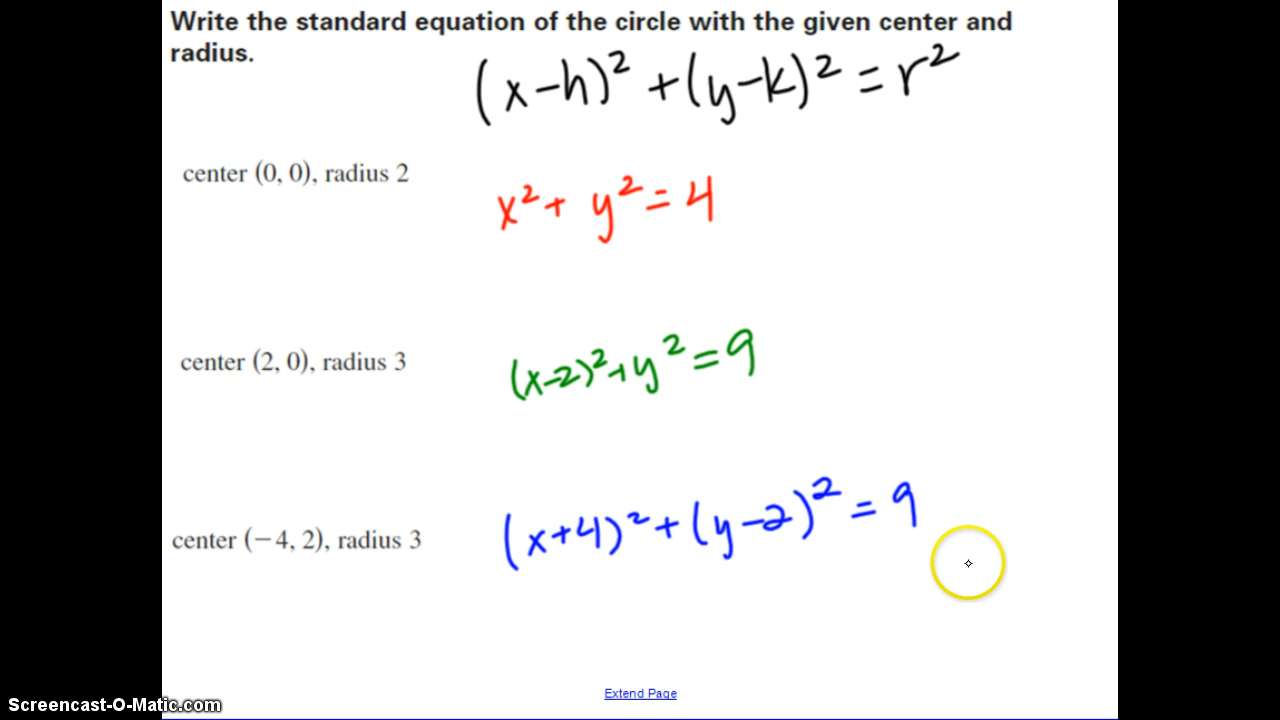 Write the standard equation of the circle with the given center and
radius.
(x-h)² + (y-k)² = r²
center (0, 0), radius 2
x² + y² = 4
center (2, 0), radius 3
(x-2)² + y² = 9
center (−4, 2), radius 3
(x+4)² + (y-2)² = 9
Extend Page
Screencast-O-Matic.com